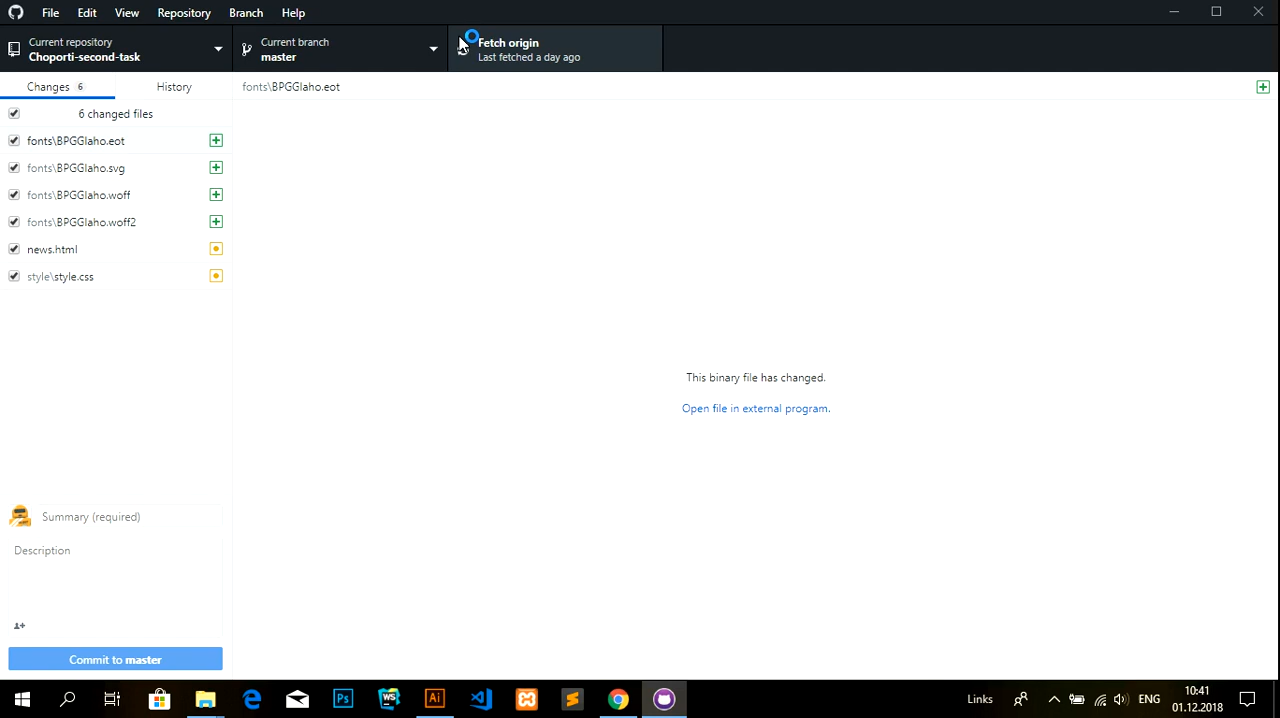 File Edit View Repository Branch Help
Current repository
Choporti-second-task
Current branch
master
Fetch origin
Last fetched a day ago
Changes 6
History
fonts\BPGGlaho.eot
6 changed files
fonts\BPGGlaho.eot
fonts\BPGGlaho.svg
fonts\BPGGlaho.woff
fonts\BPGGlaho.woff2
news.html
style\style.css
This binary file has changed.
Open file in external program.
Summary (required)
Description
Commit to master
Ps
WS
Ai
Links
ENG
10:41
01.12.2018